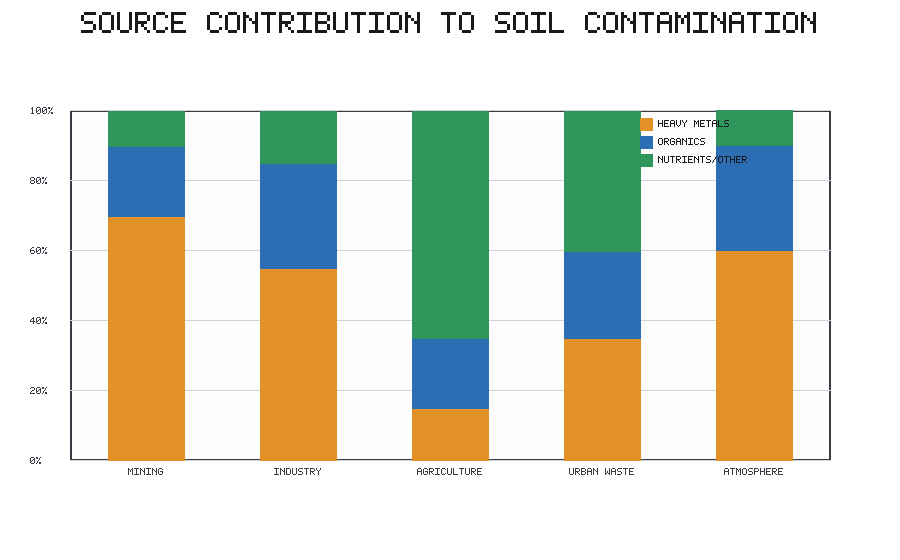 SOURCE CONTRIBUTION TO SOIL CONTAMINATION
100%
80%
60%
40%
20%
0%
HEAVY METALS
ORGANICS
NUTRIENTS/OTHER
MINING
INDUSTRY
AGRICULTURE
URBAN WASTE
ATMOSPHERE